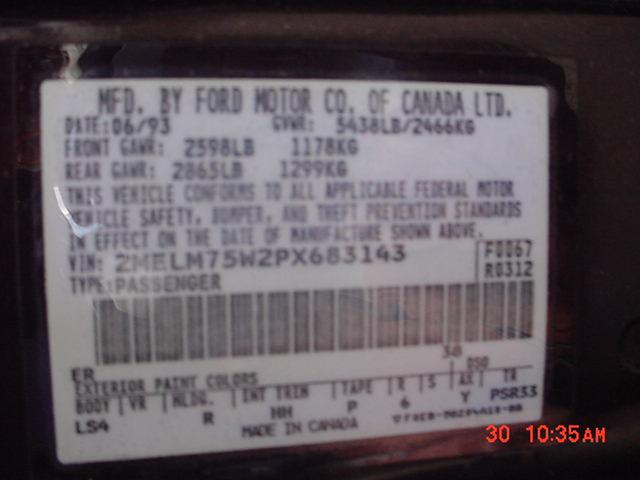 MFD. BY FORD MOTOR CO. OF CANADA LTD.
DATE: 06/93 GVWR: 5438LB/2466KG
FRONT GAWR: 2598LB 1178KG
REAR GAWR: 2865LB 1299KG
THIS VEHICLE CONFORMS TO ALL APPLICABLE FEDERAL MOTOR
VEHICLE SAFETY, BUMPER, AND THEFT PREVENTION STANDARDS
IN EFFECT ON THE DATE OF MANUFACTURE SHOWN ABOVE.
VIN: 2MELM75W2PX683143 F0067
TYPE: PASSENGER R0312
ER 30
EXTERIOR PAINT COLORS DSO
BODY VR MLDG. INT TRIM TAPE R S AX TR
LS4 R HH P 6 Y PSR33
MADE IN CANADA
30 10:35AM